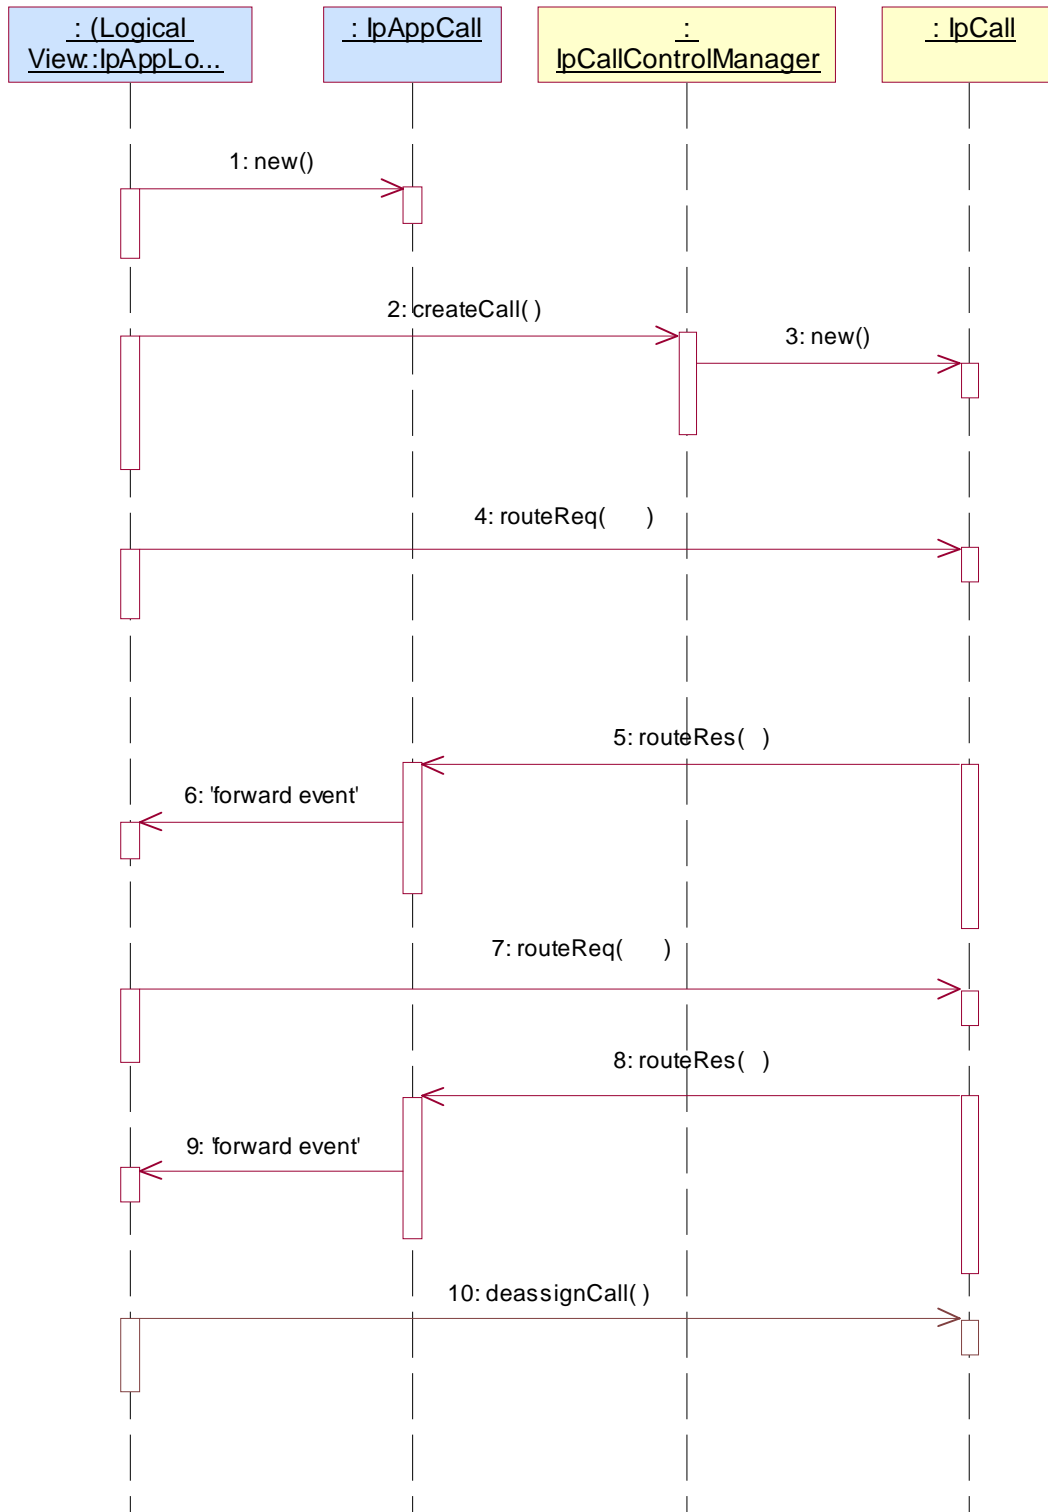 : (Logical
View::IpAppLo...
: IpAppCall
:
IpCallControlManager
: IpCall
1: new()
2: createCall( )
3: new()
4: routeReq(      )
5: routeRes(   )
6: 'forward event'
7: routeReq(      )
8: routeRes(   )
9: 'forward event'
10: deassignCall( )